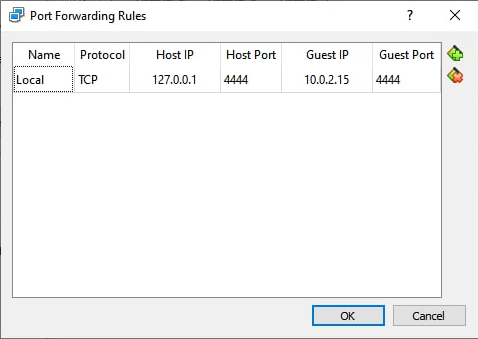 Port Forwarding Rules
Name Protocol Host IP Host Port Guest IP Guest Port
Local TCP 127.0.0.1 4444 10.0.2.15 4444
OK Cancel